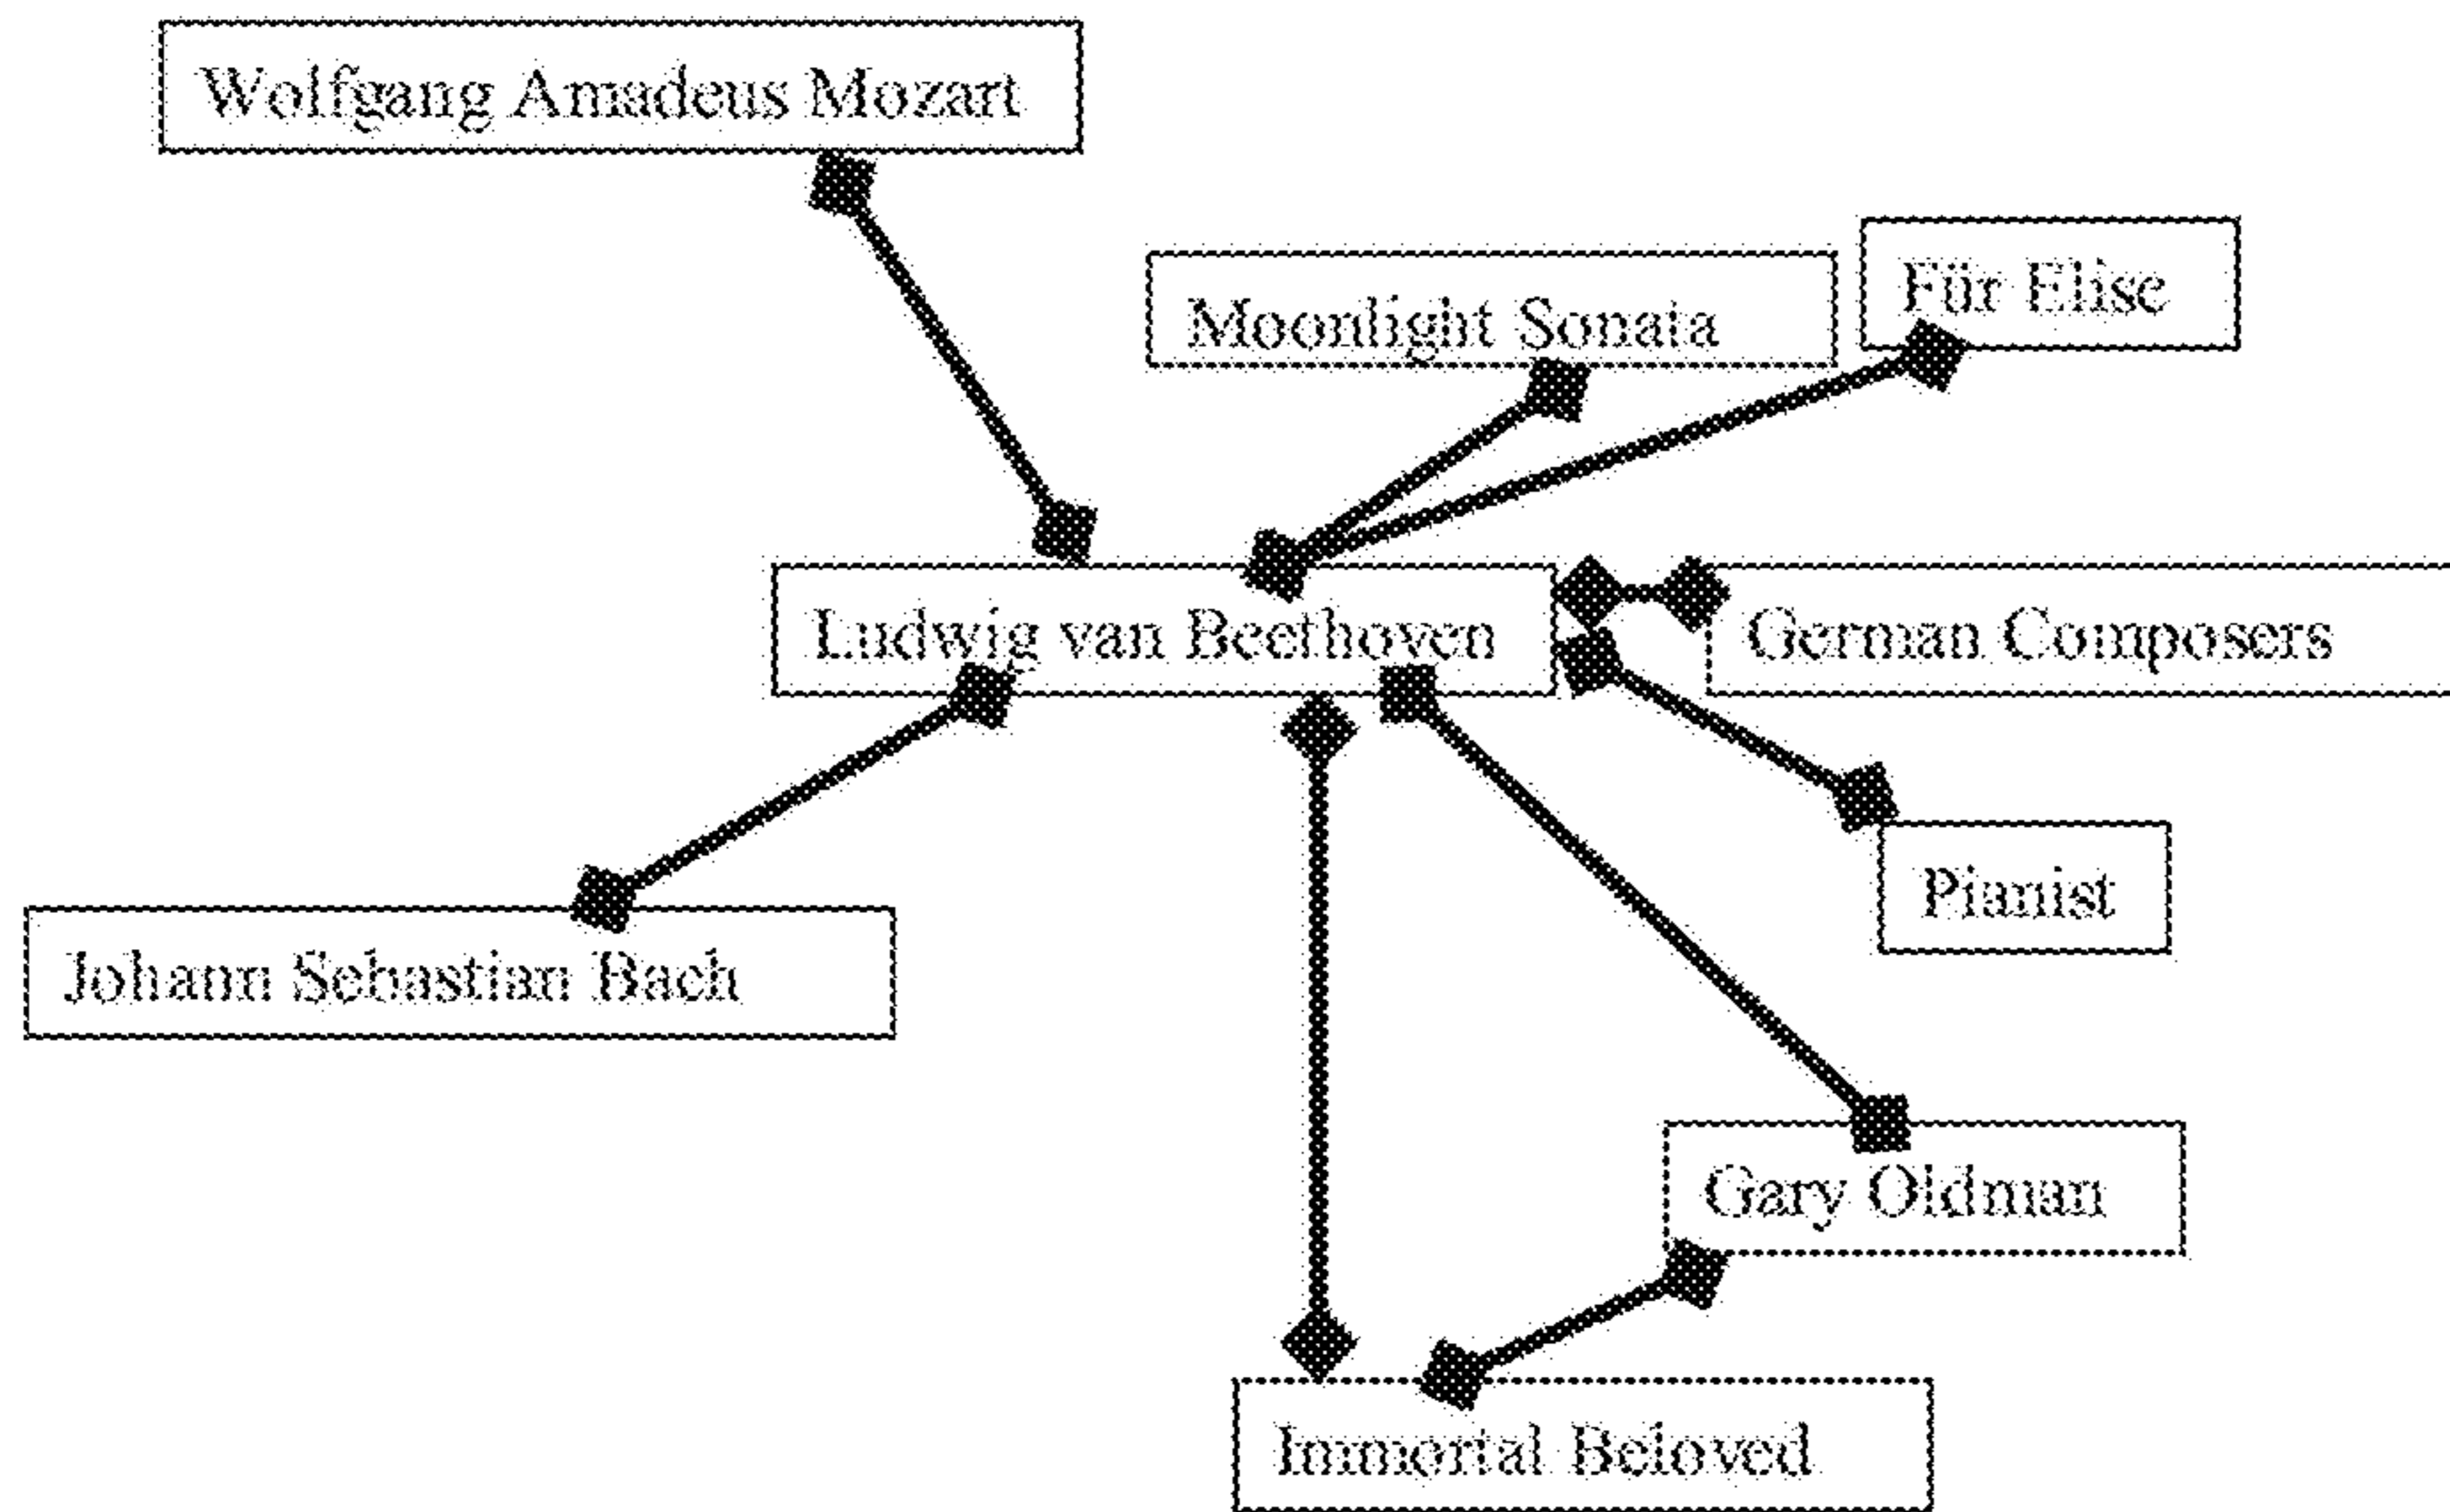 Wolfgang Amadeus Mozart
Moonlight Sonata
Für Elise
Ludwig van Beethoven
German Composers
Pianist
Johann Sebastian Bach
Gary Oldman
Immortal Beloved